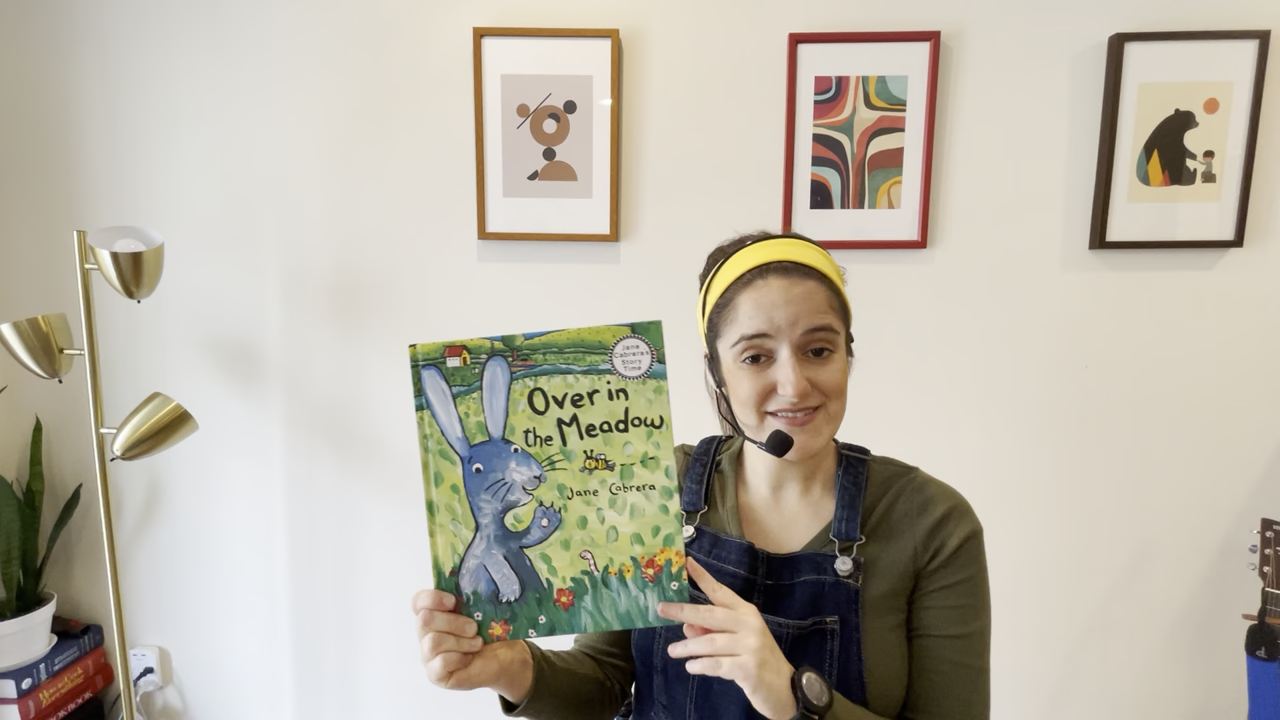 Jane
Cabrera's
Story
Time
Over in
the Meadow
Jane Cabrera